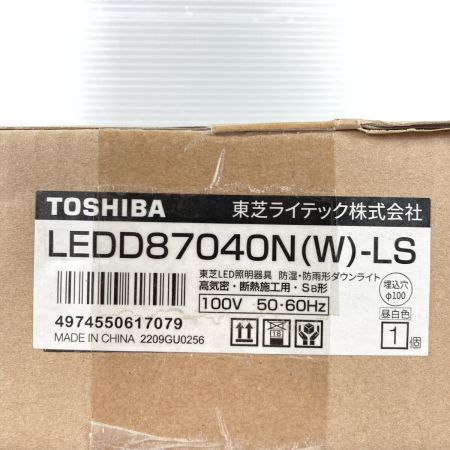 TOSHIBA 東芝ライテック株式会社
LEDD87040N(W)-LS
東芝LED照明器具 防湿・防雨形ダウンライト
高気密・断熱施工用・SB形
埋込穴
φ100
100V 50・60Hz
4974550617079
MADE IN CHINA 2209GU0256
18
昼白色
1個